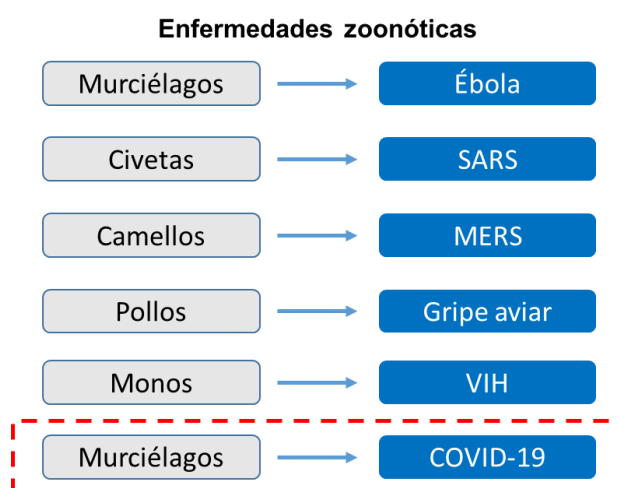 Enfermedades zoonóticas
Murciélagos Ébola
Civetas SARS
Camellos MERS
Pollos Gripe aviar
Monos VIH
Murciélagos COVID-19